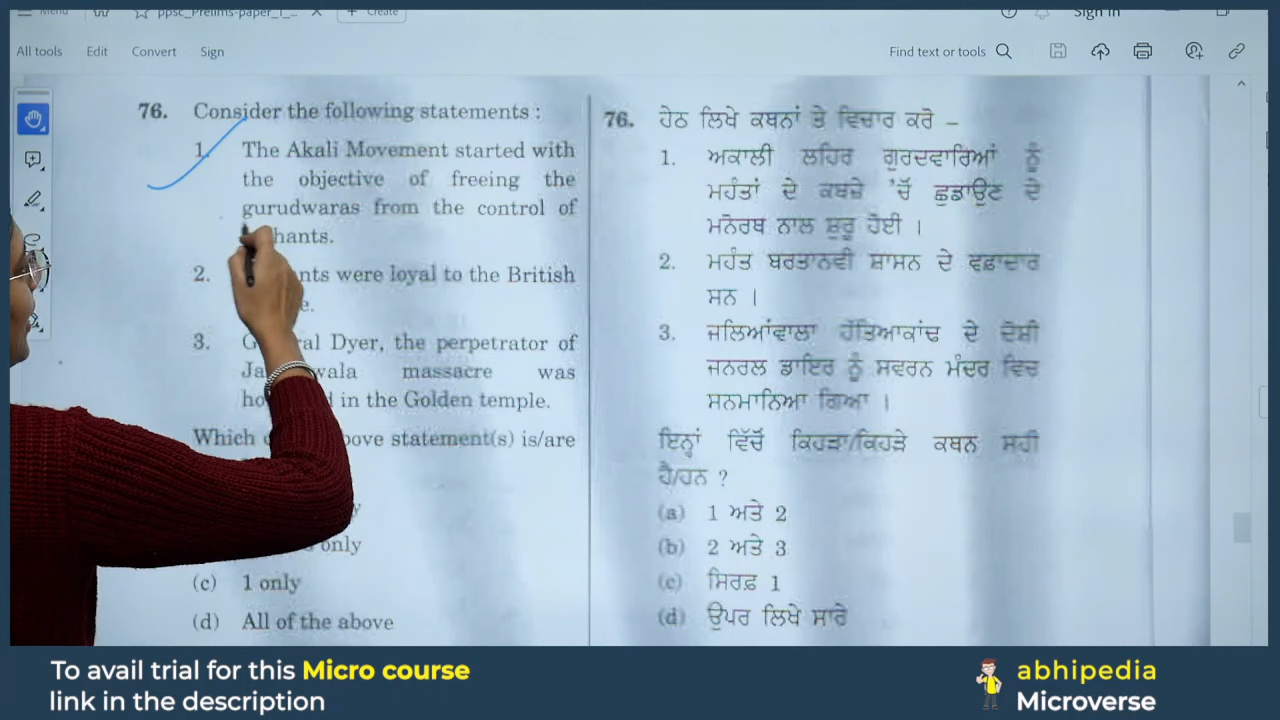 Menu
ppsc_Prelims-paper_1_...
Create
Sign in
All tools
Edit
Convert
Sign
Find text or tools
76. Consider the following statements :
1. The Akali Movement started with
the objective of freeing the
gurudwaras from the control of
hants.
2. nts were loyal to the British
e.
3. G al Dyer, the perpetrator of
Ja wala massacre was
ho d in the Golden temple.
Which ove statement(s) is/are
only
(c) 1 only
(d) All of the above
76. ਹੇਠ ਲਿਖੇ ਕਥਨਾਂ ਤੇ ਵਿਚਾਰ ਕਰੋ –
1. ਅਕਾਲੀ ਲਹਿਰ ਗੁਰਦਵਾਰਿਆਂ ਨੂੰ
ਮਹੰਤਾਂ ਦੇ ਕਬਜ਼ੇ 'ਚੋਂ ਛੁਡਾਉਣ ਦੇ
ਮਨੋਰਥ ਨਾਲ ਸ਼ੁਰੂ ਹੋਈ ।
2. ਮਹੰਤ ਬਰਤਾਨਵੀ ਸ਼ਾਸਨ ਦੇ ਵਫ਼ਾਦਾਰ
ਸਨ ।
3. ਜਲਿਆਂਵਾਲਾ ਹੱਤਿਆਕਾਂਢ ਦੇ ਦੋਸ਼ੀ
ਜਨਰਲ ਡਾਇਰ ਨੂੰ ਸਵਰਨ ਮੰਦਰ ਵਿਚ
ਸਨਮਾਨਿਆ ਗਿਆ ।
ਇਨ੍ਹਾਂ ਵਿੱਚੋਂ ਕਿਹੜਾ/ਕਿਹੜੇ ਕਥਨ ਸਹੀ
ਹੈ/ਹਨ ?
(a) 1 ਅਤੇ 2
(b) 2 ਅਤੇ 3
(c) ਸਿਰਫ਼ 1
(d) ਉਪਰ ਲਿਖੇ ਸਾਰੇ
To avail trial for this Micro course
link in the description
abhipedia
Microverse